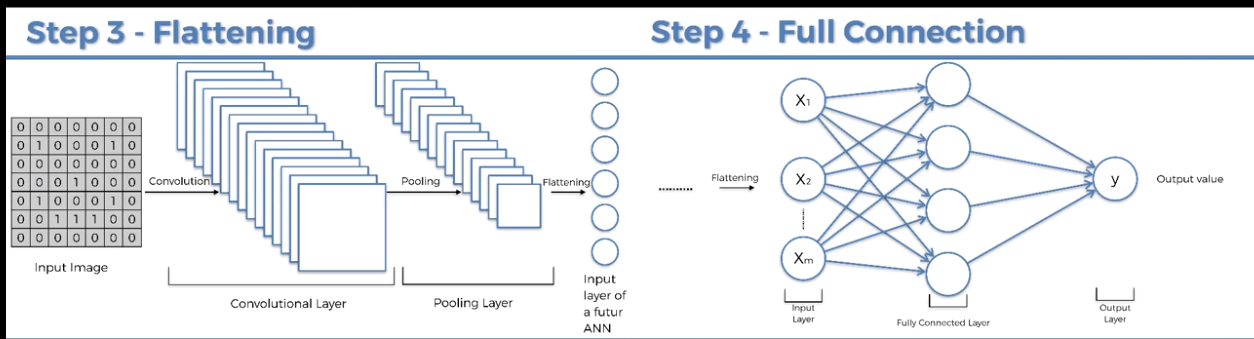 Step 3 - Flattening
0 0 0 0 0 0 0
0 1 0 0 0 1 0
0 0 0 0 0 0 0
0 0 0 1 0 0 0
0 1 0 0 0 1 0
0 0 1 1 1 0 0
0 0 0 0 0 0 0
Input Image
Convolution
Convolutional Layer
Pooling
Pooling Layer
Flattening
Input
layer of
a futur
ANN
Step 4 - Full Connection
..........
Flattening
X1
X2
Xm
Input
Layer
Fully Connected Layer
y
Output
Layer
Output value